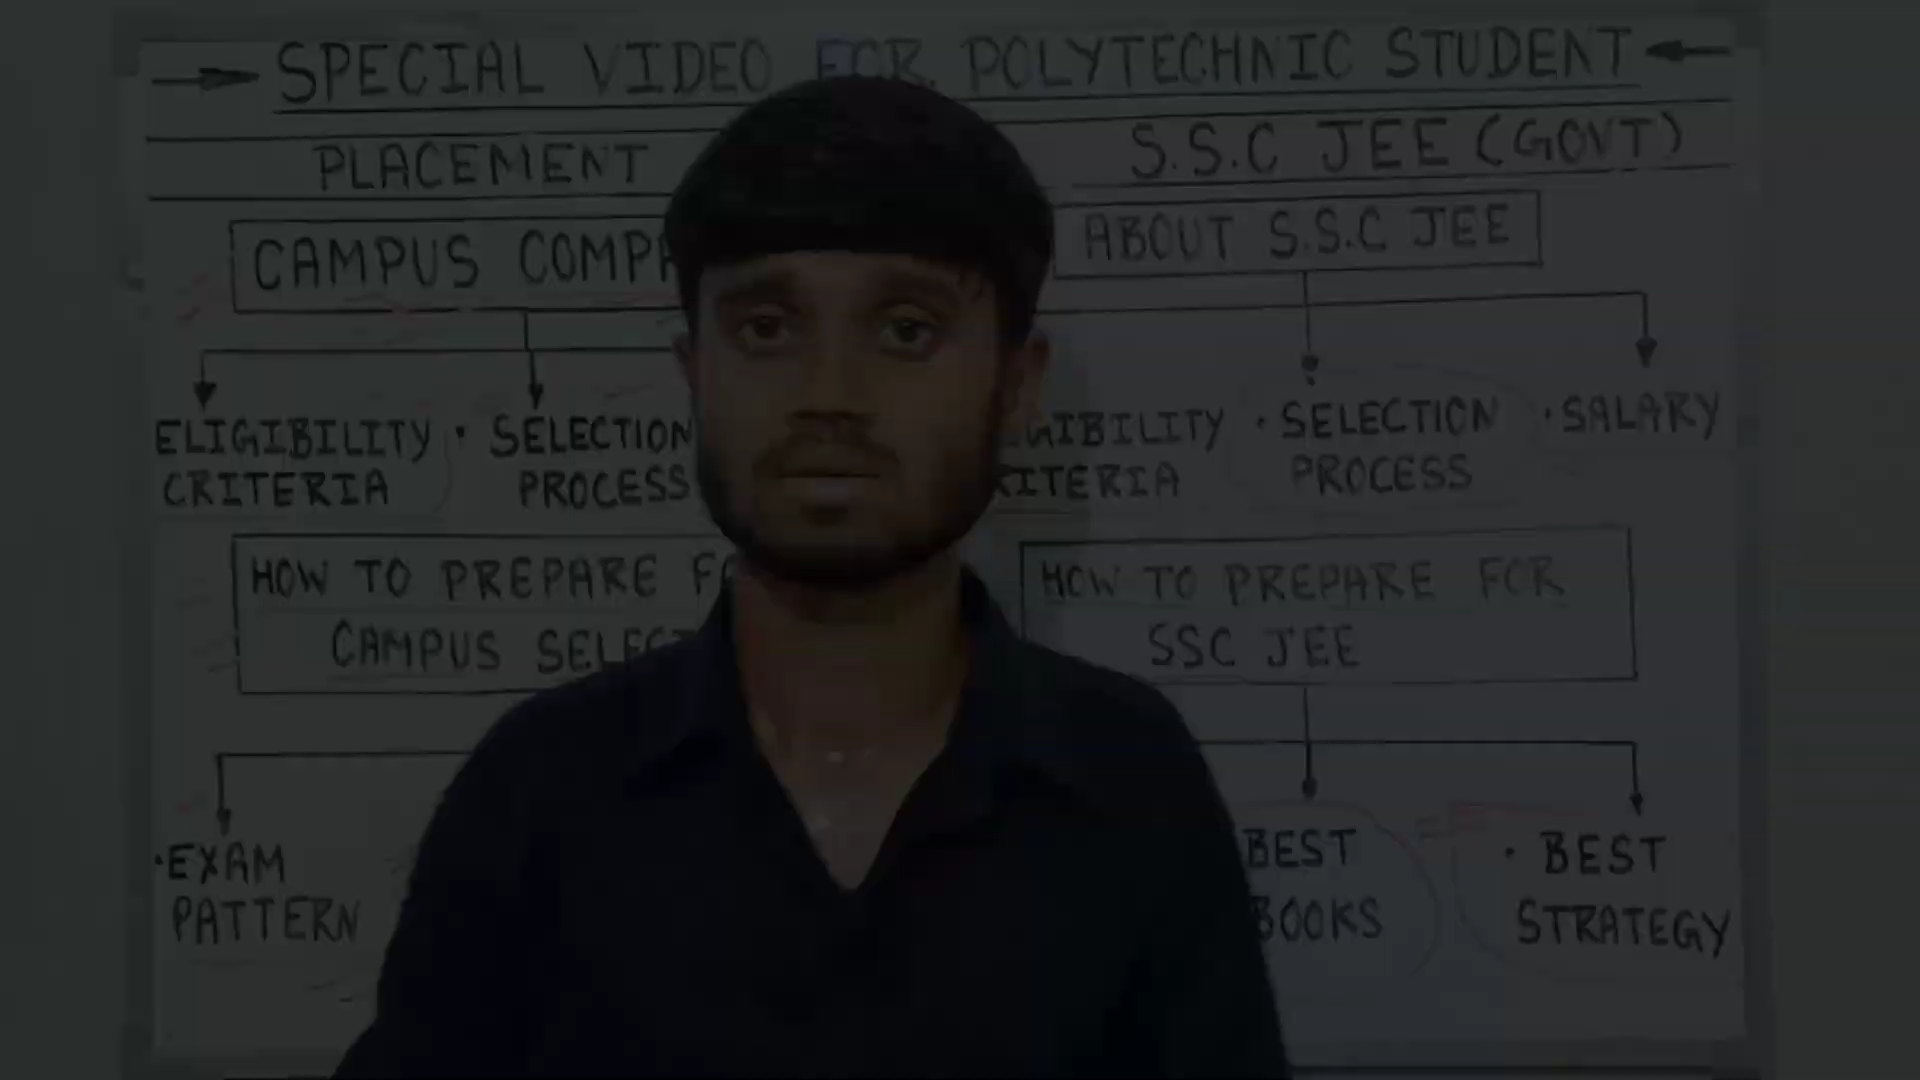 SPECIAL VIDEO FOR POLYTECHNIC STUDENT
PLACEMENT
S.S.C JEE (GOVT)
CAMPUS
ABOUT S.S.C JEE
ELIGIBILITY
CRITERIA
· SELECTION
PROCESS
· SELECTION
PROCESS
· SALARY
HOW TO PREPARE
CAMPUS
HOW TO PREPARE FOR
SSC JEE
· EXAM
PATTERN
BEST
BOOKS
· BEST
STRATEGY